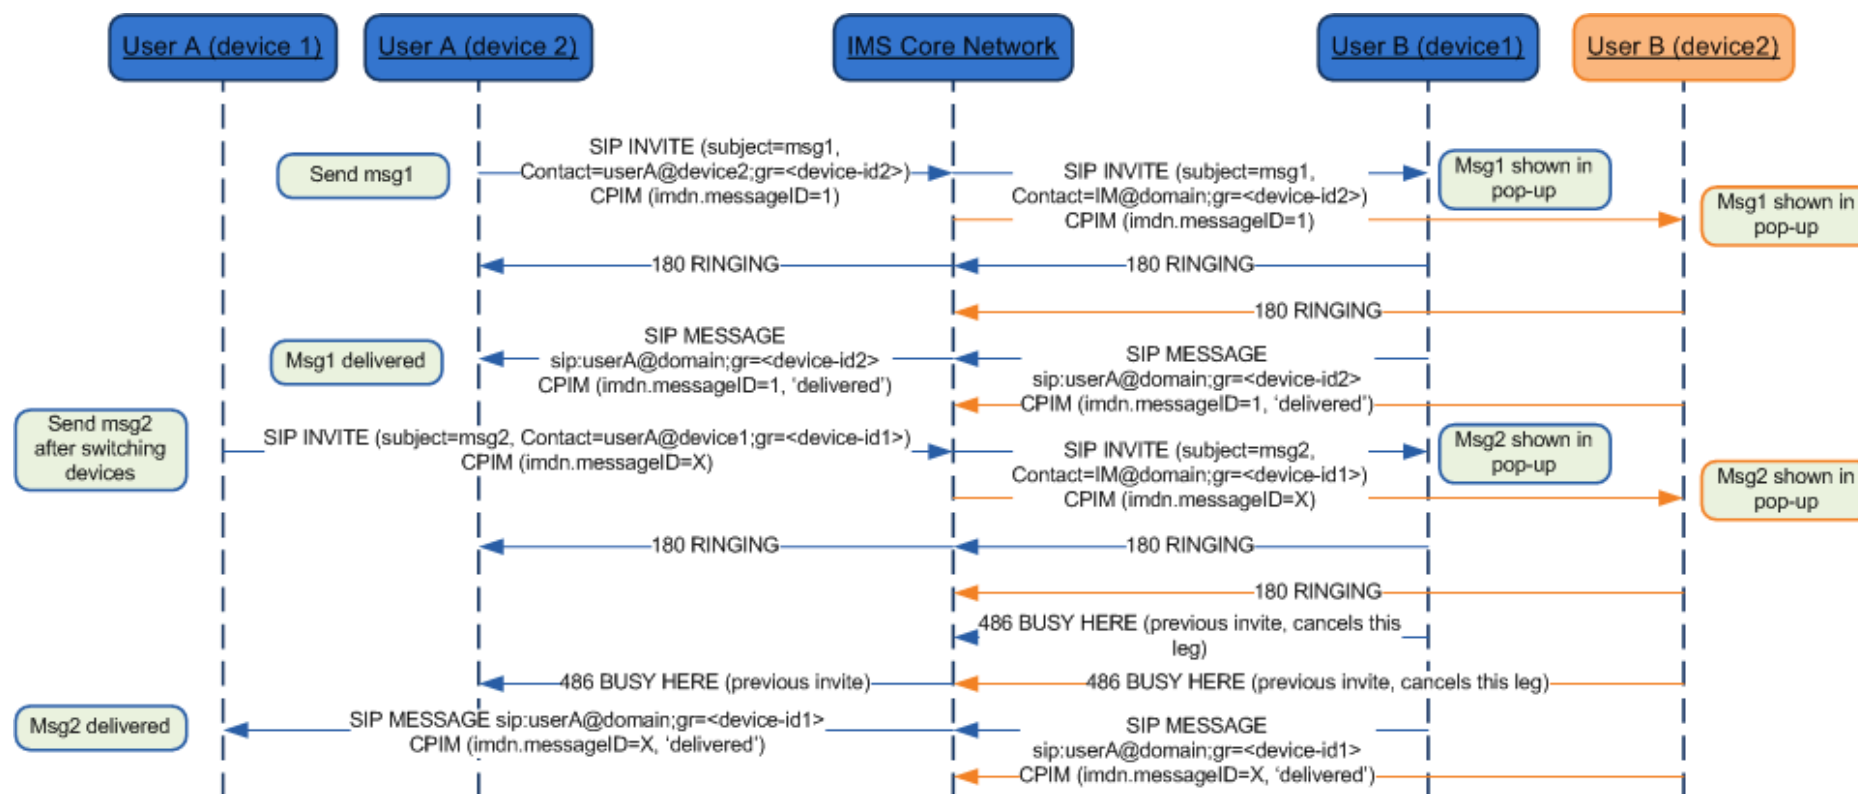 User A (device 1)
User A (device 2)
IMS Core Network
User B (device1)
User B (device2)
Send msg1
SIP INVITE (subject=msg1,
Contact=userA@device2;gr=<device-id2>)
CPIM (imdn.messageID=1)
SIP INVITE (subject=msg1,
Contact=IM@domain;gr=<device-id2>)
CPIM (imdn.messageID=1)
Msg1 shown in
pop-up
Msg1 shown in
pop-up
180 RINGING
180 RINGING
180 RINGING
Msg1 delivered
SIP MESSAGE
sip:userA@domain;gr=<device-id2>
CPIM (imdn.messageID=1, ‘delivered’)
SIP MESSAGE
sip:userA@domain;gr=<device-id2>
CPIM (imdn.messageID=1, ‘delivered’)
Send msg2
after switching
devices
SIP INVITE (subject=msg2, Contact=userA@device1;gr=<device-id1>)
CPIM (imdn.messageID=X)
SIP INVITE (subject=msg2,
Contact=IM@domain;gr=<device-id1>)
CPIM (imdn.messageID=X)
Msg2 shown in
pop-up
Msg2 shown in
pop-up
180 RINGING
180 RINGING
180 RINGING
486 BUSY HERE (previous invite, cancels this
leg)
486 BUSY HERE (previous invite)
486 BUSY HERE (previous invite, cancels this leg)
Msg2 delivered
SIP MESSAGE sip:userA@domain;gr=<device-id1>
CPIM (imdn.messageID=X, ‘delivered’)
SIP MESSAGE
sip:userA@domain;gr=<device-id1>
CPIM (imdn.messageID=X, ‘delivered’)